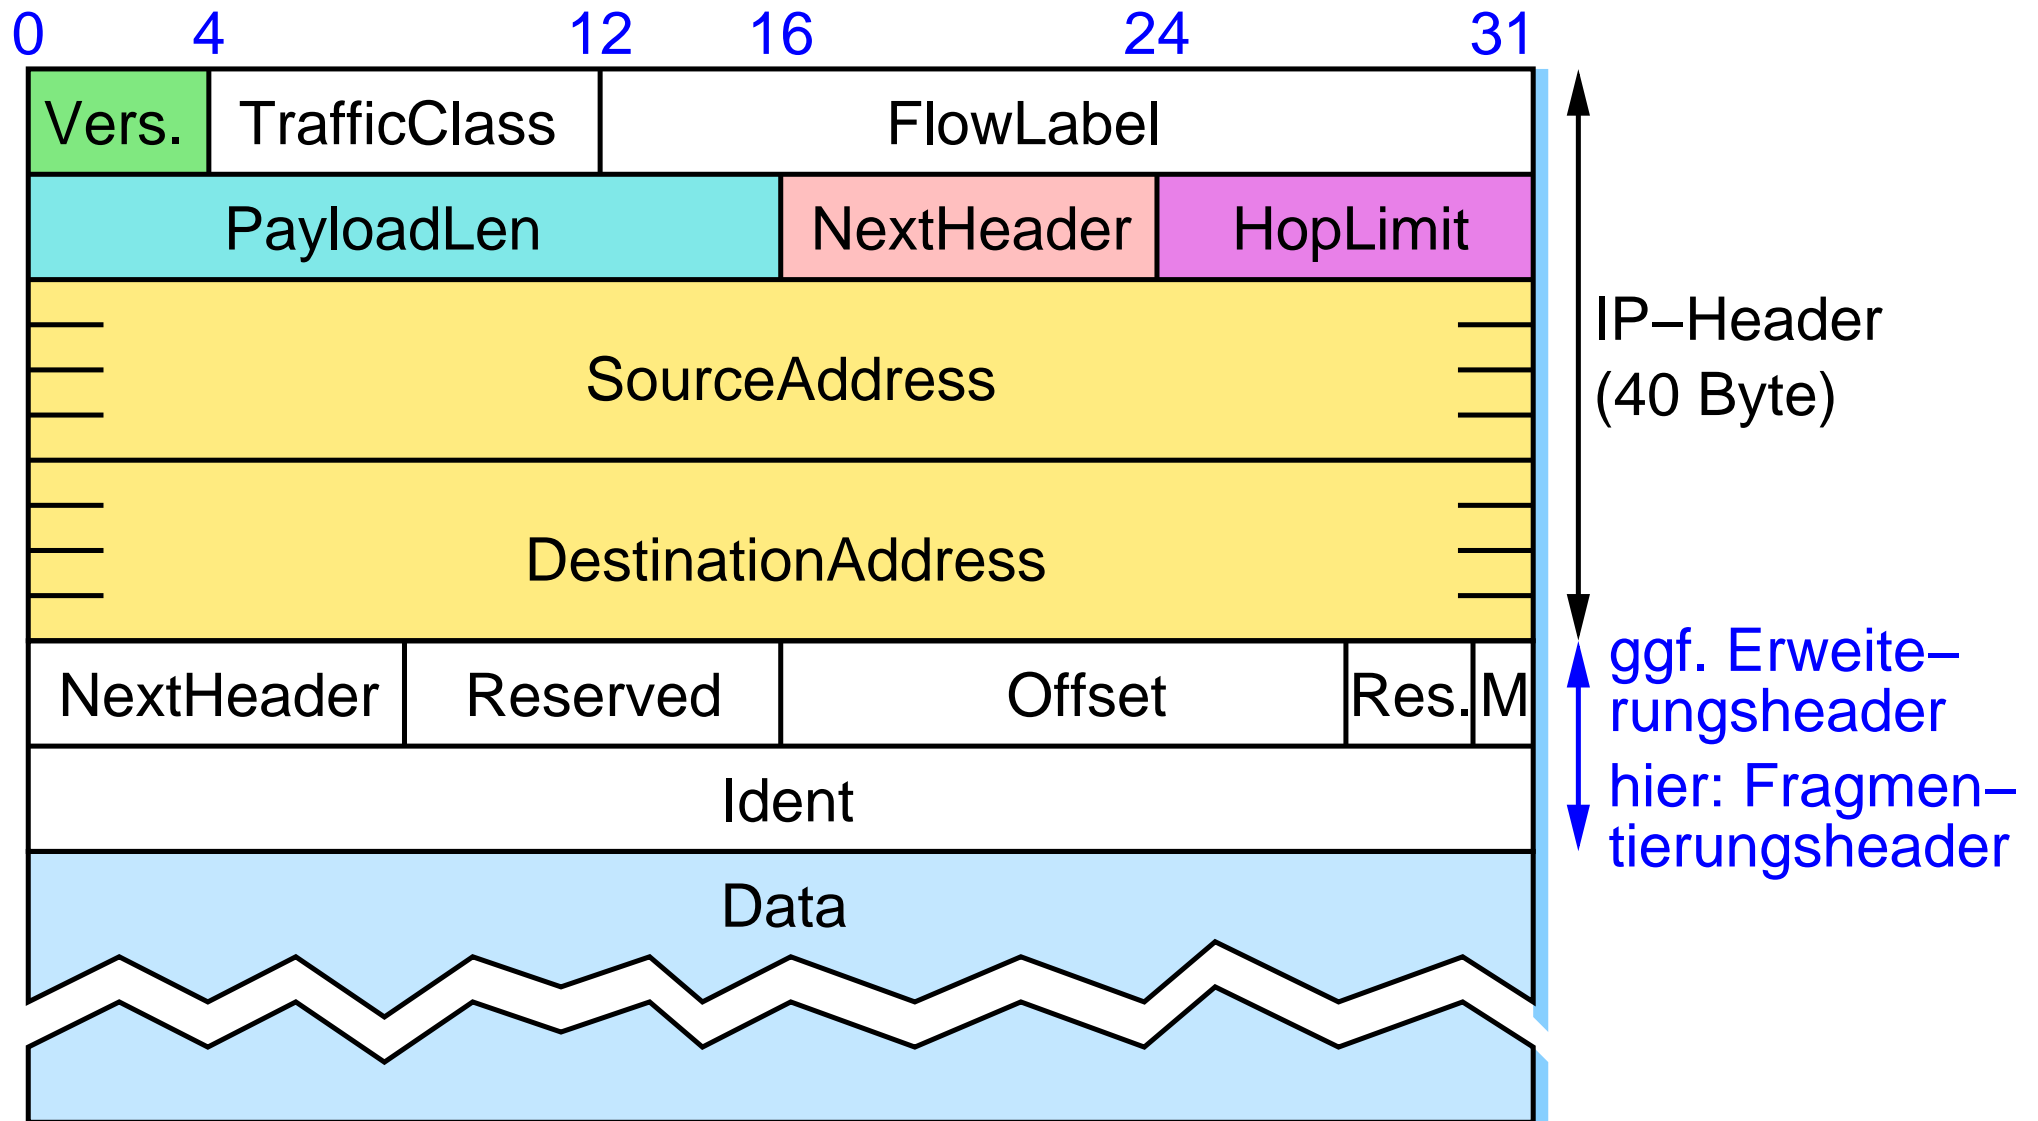 0 4 12 16 24 31
Vers. TrafficClass FlowLabel
PayloadLen NextHeader HopLimit
SourceAddress
DestinationAddress
IP–Header
(40 Byte)
NextHeader Reserved Offset Res. M
Ident
Data
ggf. Erweite–
rungsheader
hier: Fragmen–
tierungsheader